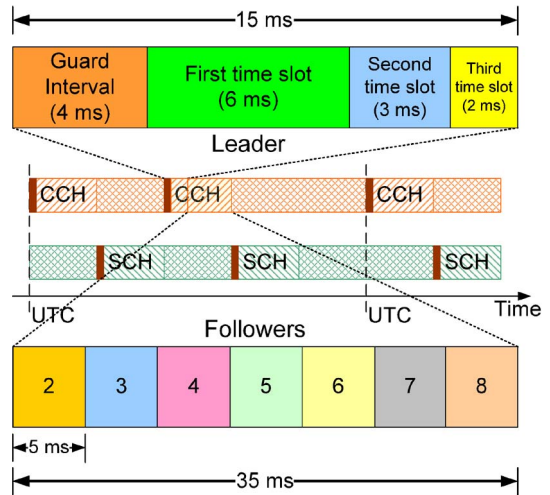 15 ms
Guard
Interval
(4 ms)
First time slot
(6 ms)
Second
time slot
(3 ms)
Third
time slot
(2 ms)
Leader
CCH
CCH
CCH
SCH
SCH
SCH
UTC
UTC
Time
Followers
2
3
4
5
6
7
8
5 ms
35 ms